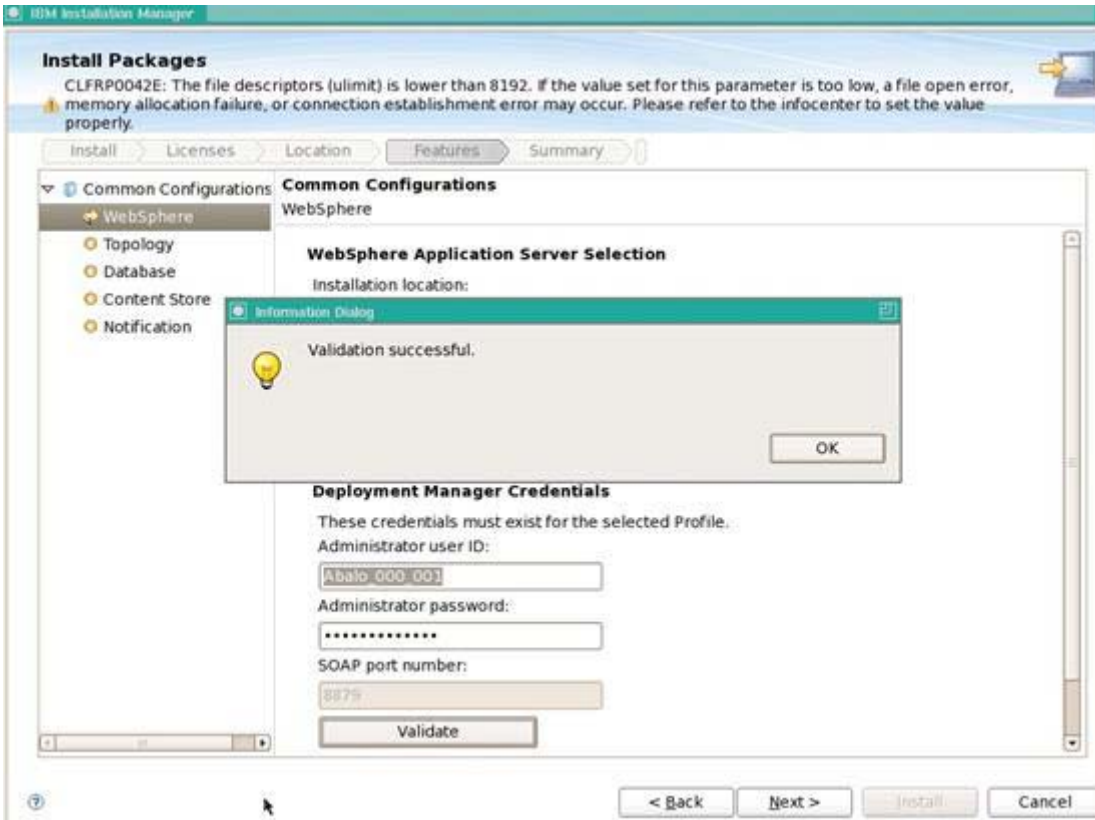 IBM Installation Manager
Install Packages
CLFRP0042E: The file descriptors (ulimit) is lower than 8192. If the value set for this parameter is too low, a file open error,
memory allocation failure, or connection establishment error may occur. Please refer to the infocenter to set the value
properly.
Install Licenses Location Features Summary
Common Configurations
WebSphere
Topology
Database
Content Store
Notification
Common Configurations
WebSphere
WebSphere Application Server Selection
Installation location:
Information Dialog
Validation successful.
OK
Deployment Manager Credentials
These credentials must exist for the selected Profile.
Administrator user ID:
Abalo_000_001
Administrator password:
•••••••••••••
SOAP port number:
8879
Validate
< Back Next > Install Cancel